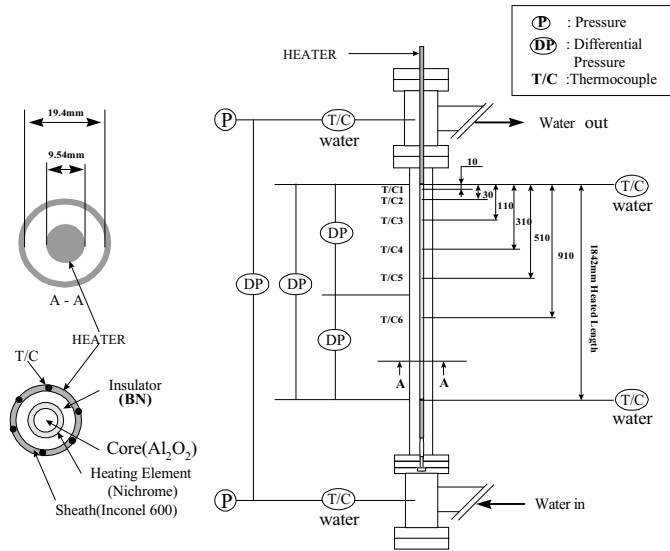 P : Pressure
DP : Differential
Pressure
T/C :Thermocouple
HEATER
19.4mm
9.54mm
A - A
P
T/C
water
Water out
10
T/C
water
T/C1
T/C2
30
T/C3
110
310
T/C4
510
T/C5
910
T/C6
1842mm Heated Length
DP
DP
DP
DP
A
A
HEATER
T/C
Insulator
(BN)
Core(Al₂O₃)
Heating Element
(Nichrome)
Sheath(Inconel 600)
T/C
water
P
T/C
water
Water in